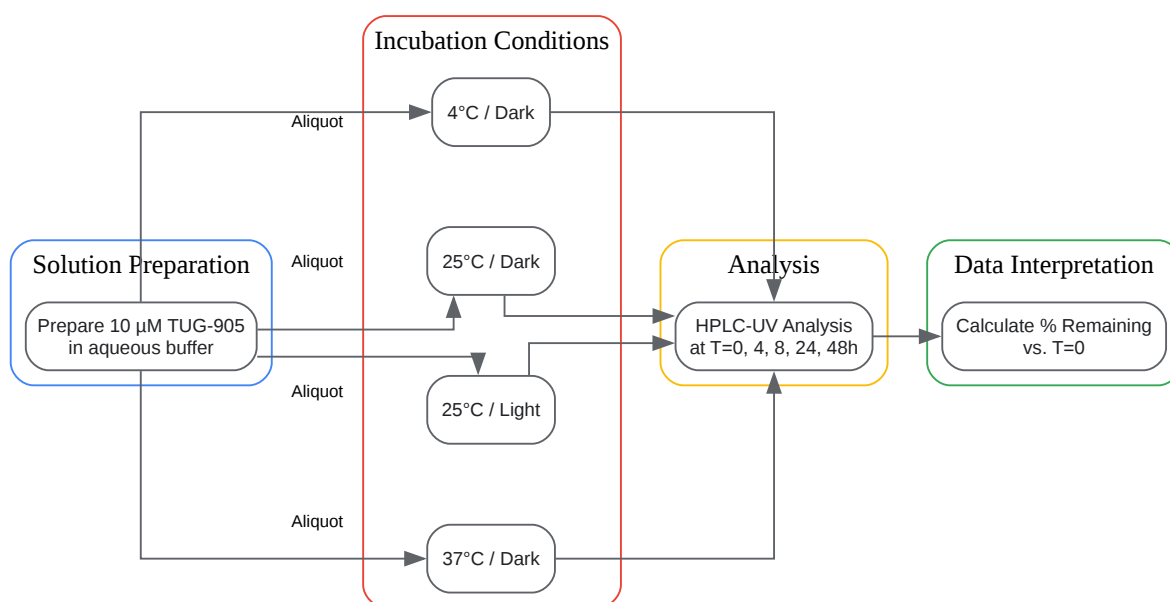 Incubation Conditions
4°C / Dark
Aliquot
Solution Preparation
Aliquot
25°C / Dark
Analysis
Data Interpretation
Prepare 10 µM TUG-905
in aqueous buffer
HPLC-UV Analysis
at T=0, 4, 8, 24, 48h
Calculate % Remaining
vs. T=0
Aliquot
25°C / Light
Aliquot
37°C / Dark